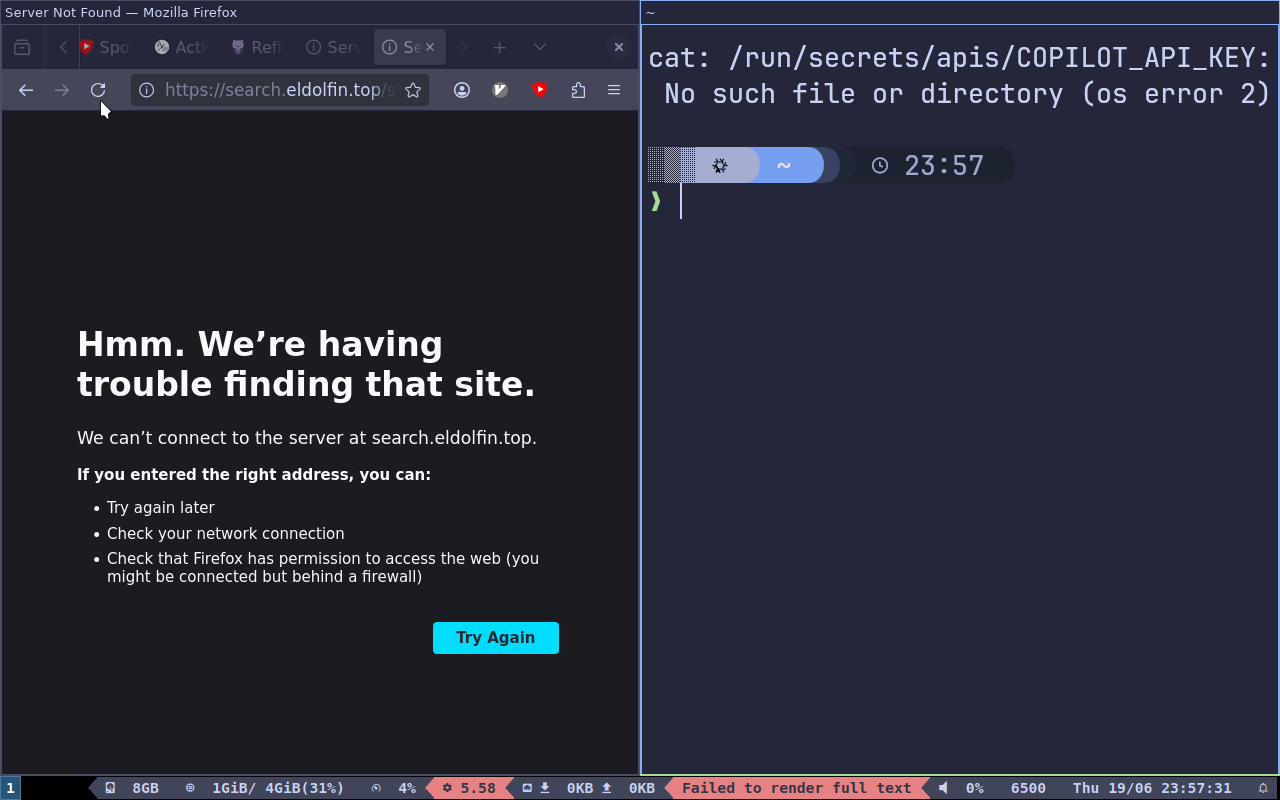 Server Not Found — Mozilla Firefox
~
Spo
Acti
Refi
Serv
Se
https://search.eldolfin.top/s
cat: /run/secrets/apis/COPILOT_API_KEY:
No such file or directory (os error 2)
~ 23:57
❱
Hmm. We’re having
trouble finding that site.
We can’t connect to the server at search.eldolfin.top.
If you entered the right address, you can:
• Try again later
• Check your network connection
• Check that Firefox has permission to access the web (you
might be connected but behind a firewall)
Try Again
1 8GB 1GiB/ 4GiB(31%) 4% 5.58 0KB 0KB Failed to render full text 0% 6500 Thu 19/06 23:57:31